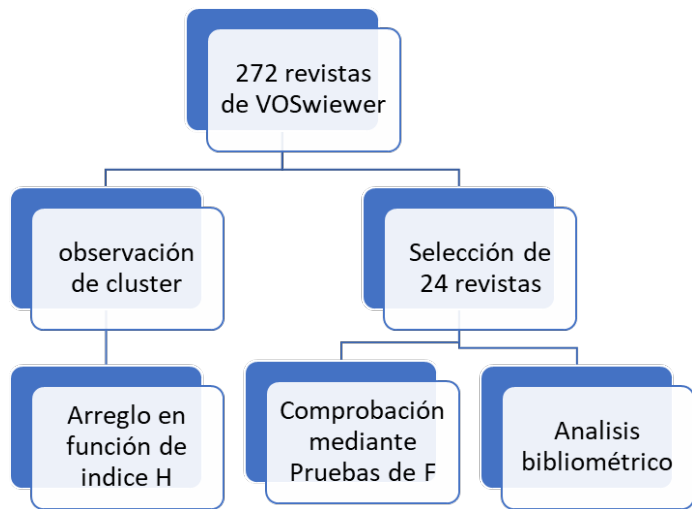 272 revistas
de VOSwiewer
observación
de cluster
Selección de
24 revistas
Arreglo en
función de
indice H
Comprobación
mediante
Pruebas de F
Analisis
bibliométrico